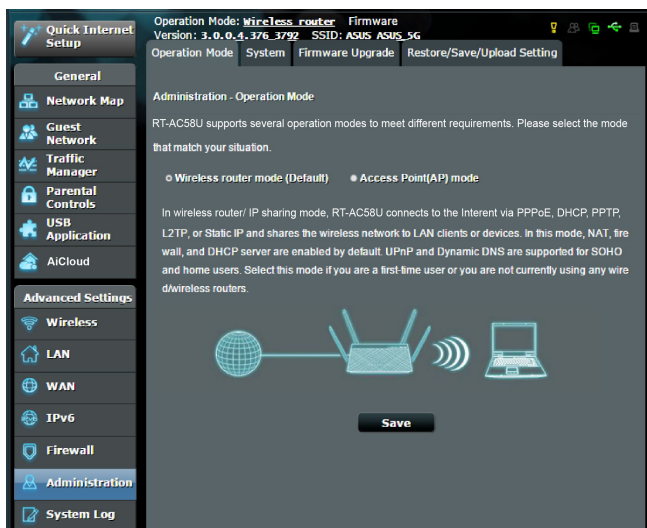 Quick Internet
Setup
General
Network Map
Guest
Network
Traffic
Manager
Parental
Controls
USB
Application
AiCloud
Advanced Settings
Wireless
LAN
WAN
IPv6
Firewall
Administration
System Log
Operation Mode: Wireless router Firmware
Version: 3.0.0.4.376_3792 SSID: ASUS ASUS_5G
Operation Mode System Firmware Upgrade Restore/Save/Upload Setting
Administration - Operation Mode
RT-AC58U supports several operation modes to meet different requirements. Please select the mode
that match your situation.
Wireless router mode (Default) Access Point(AP) mode
In wireless router/ IP sharing mode, RT-AC58U connects to the Interent via PPPoE, DHCP, PPTP,
L2TP, or Static IP and shares the wireless network to LAN clients or devices. In this mode, NAT, fire
wall, and DHCP server are enabled by default. UPnP and Dynamic DNS are supported for SOHO
and home users. Select this mode if you are a first-time user or you are not currently using any wire
d/wireless routers.
Save